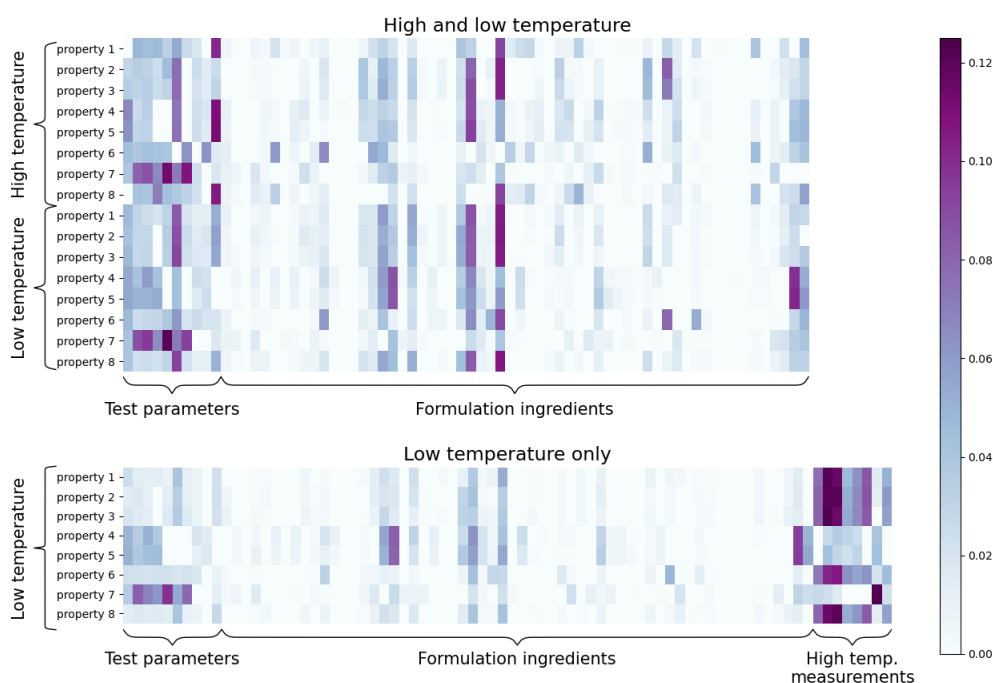 High and low temperature
High temperature
property 1
property 2
property 3
property 4
property 5
property 6
property 7
property 8
Low temperature
property 1
property 2
property 3
property 4
property 5
property 6
property 7
property 8
Test parameters
Formulation ingredients
Low temperature only
Low temperature
property 1
property 2
property 3
property 4
property 5
property 6
property 7
property 8
Test parameters
Formulation ingredients
High temp.
measurements
0.12
0.10
0.08
0.06
0.04
0.02
0.00